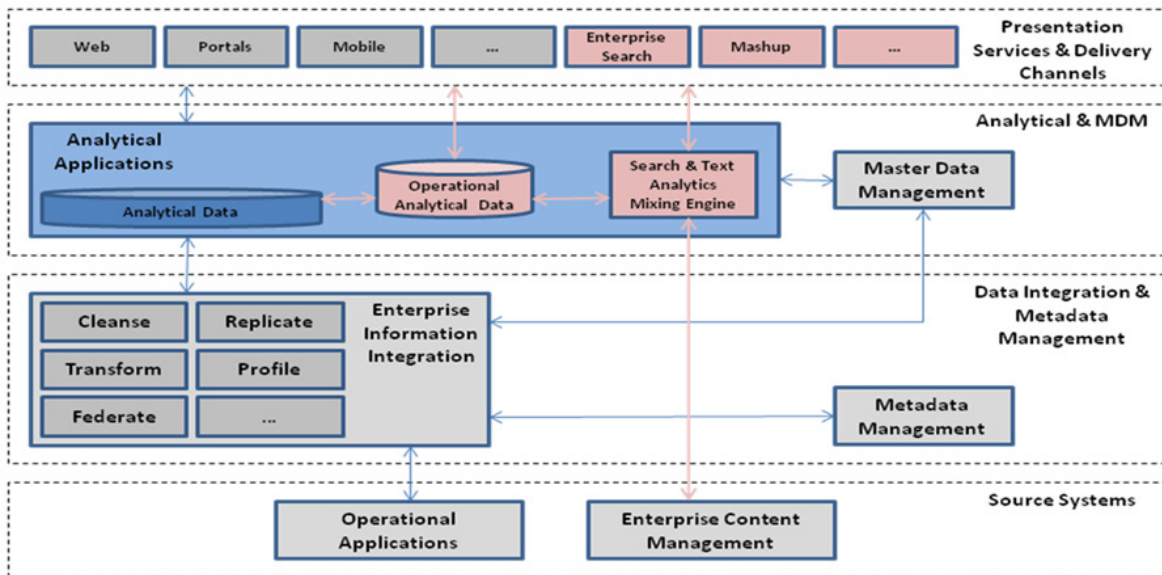 Web
Portals
Mobile
...
Enterprise
Search
Mashup
...
Presentation
Services & Delivery
Channels
Analytical & MDM
Analytical
Applications
Analytical Data
Operational
Analytical Data
Search & Text
Analytics
Mixing Engine
Master Data
Management
Data Integration &
Metadata
Management
Cleanse
Replicate
Transform
Profile
Federate
...
Enterprise
Information
Integration
Metadata
Management
Source Systems
Operational
Applications
Enterprise Content
Management